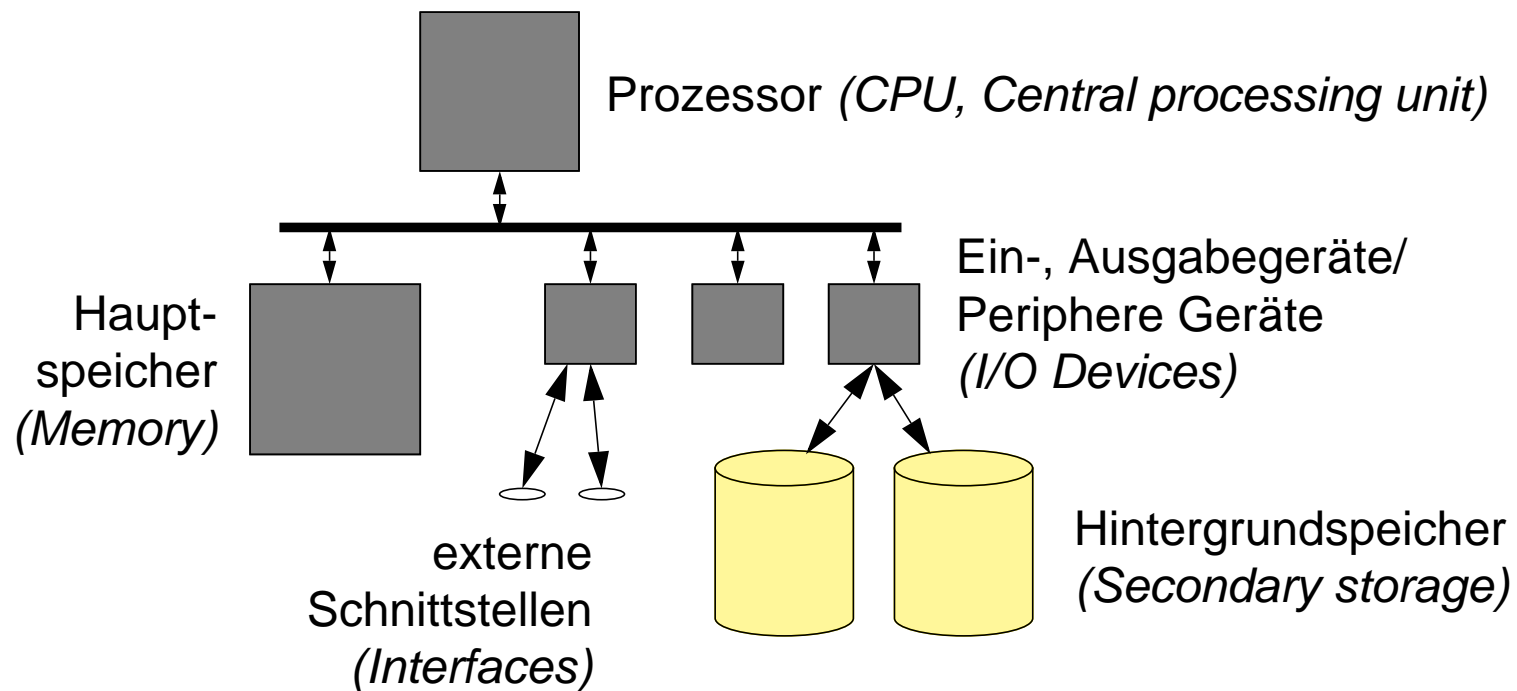 Prozessor (CPU, Central processing unit)
Ein-, Ausgabegeräte/
Periphere Geräte
(I/O Devices)
Haupt-
speicher
(Memory)
externe
Schnittstellen
(Interfaces)
Hintergrundspeicher
(Secondary storage)